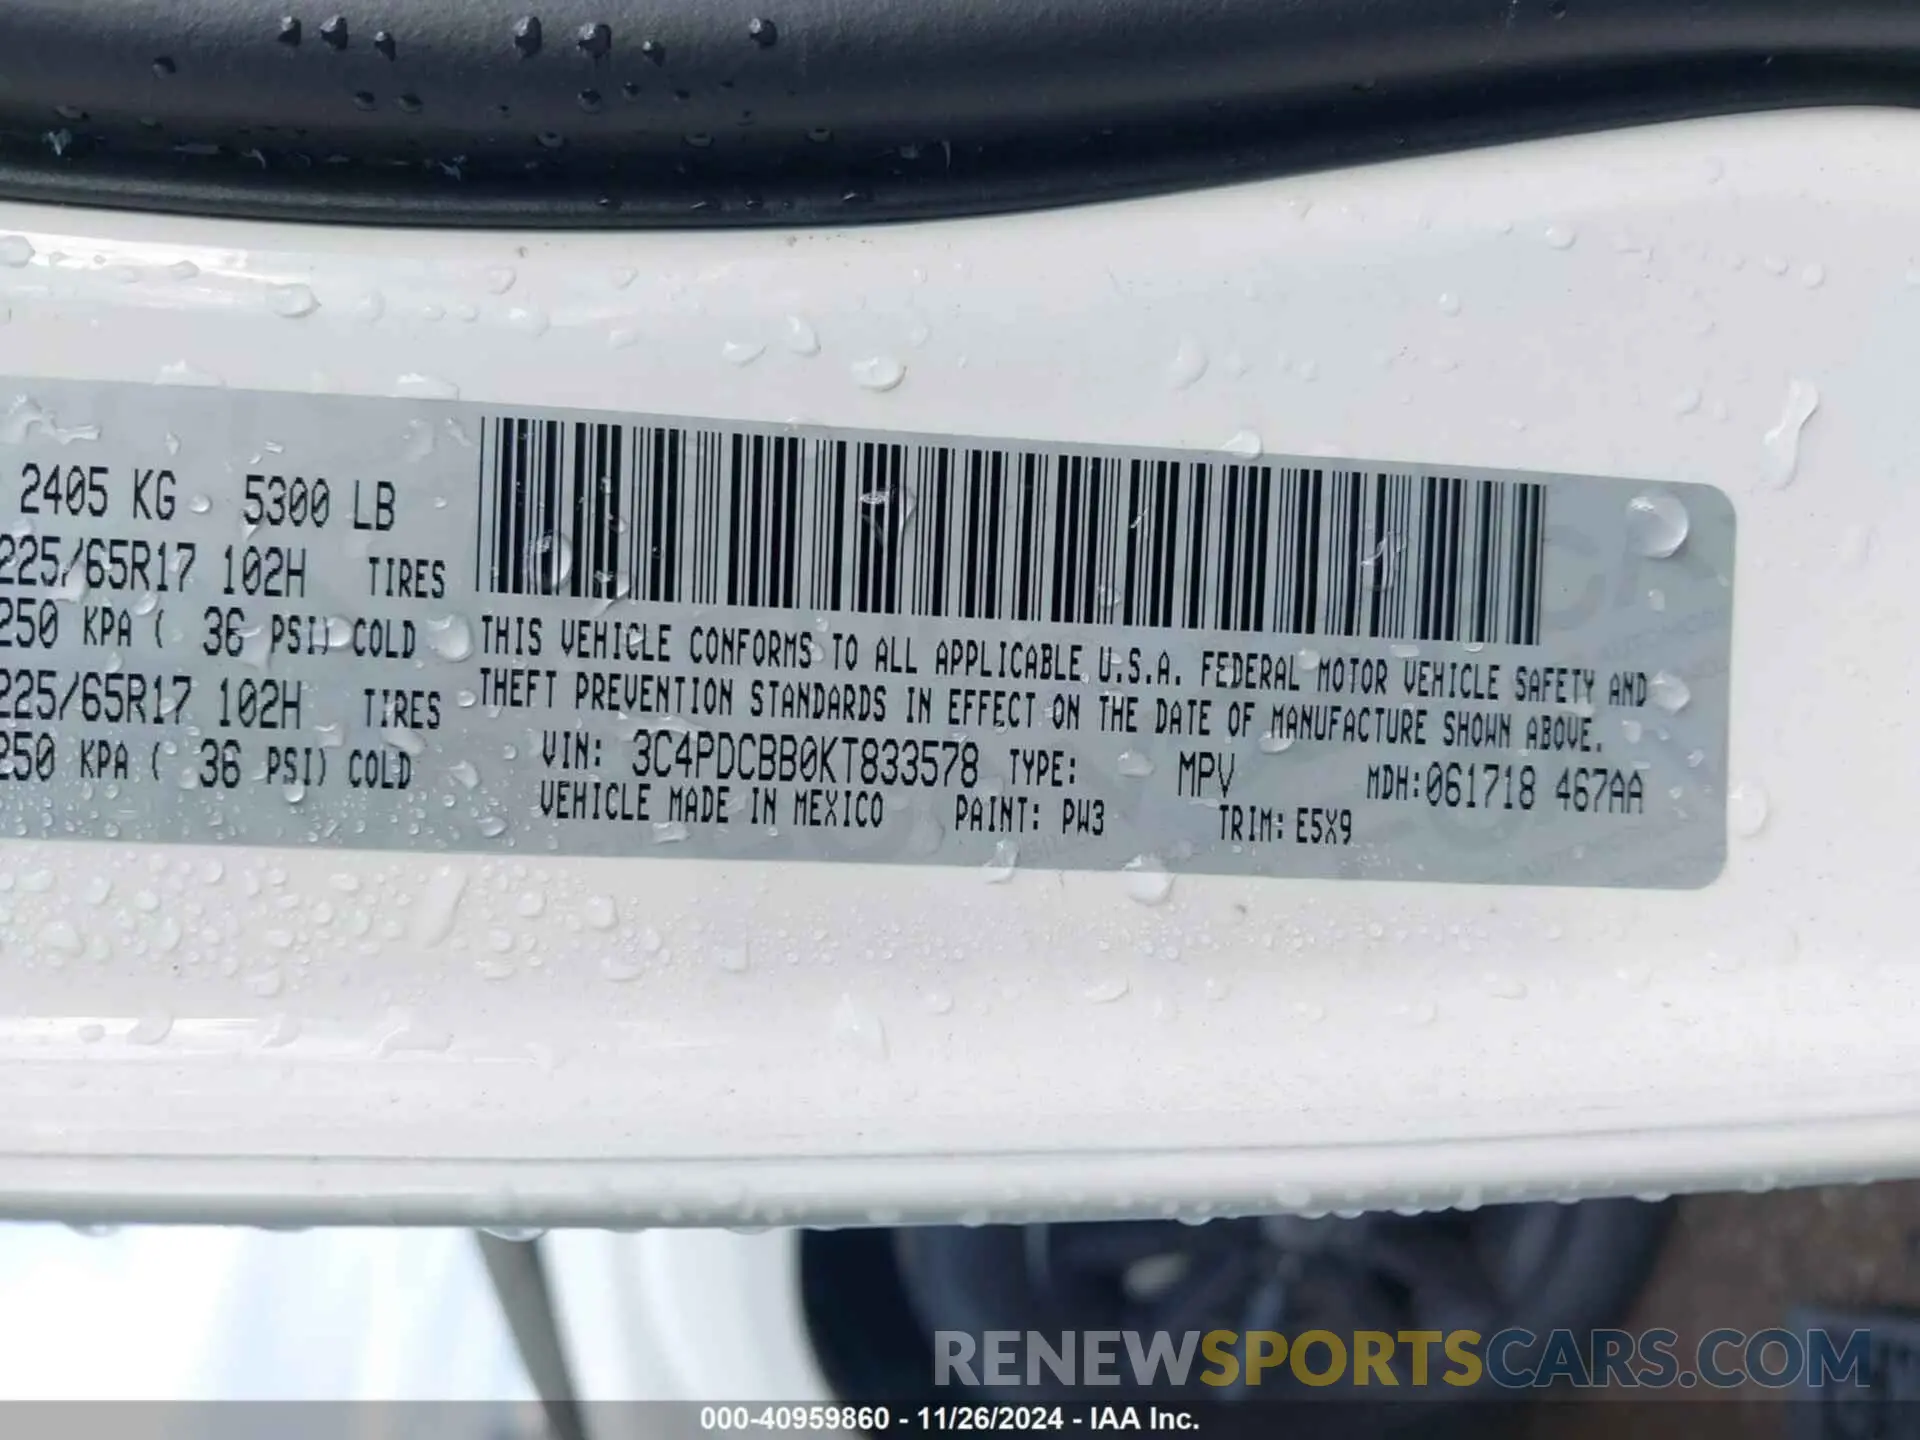 2405 KG 5300 LB
225/65R17 102H TIRES
250 KPA ( 36 PSI) COLD
225/65R17 102H TIRES
250 KPA ( 36 PSI) COLD
THIS VEHICLE CONFORMS TO ALL APPLICABLE U.S.A. FEDERAL MOTOR VEHICLE SAFETY AND
THEFT PREVENTION STANDARDS IN EFFECT ON THE DATE OF MANUFACTURE SHOWN ABOVE.
VIN: 3C4PDCBB0KT833578 TYPE: MPV MDH:061718 467AA
VEHICLE MADE IN MEXICO PAINT: PW3 TRIM: E5X9
RENEWSPORTSCARS.COM
000-40959860 - 11/26/2024 - IAA Inc.